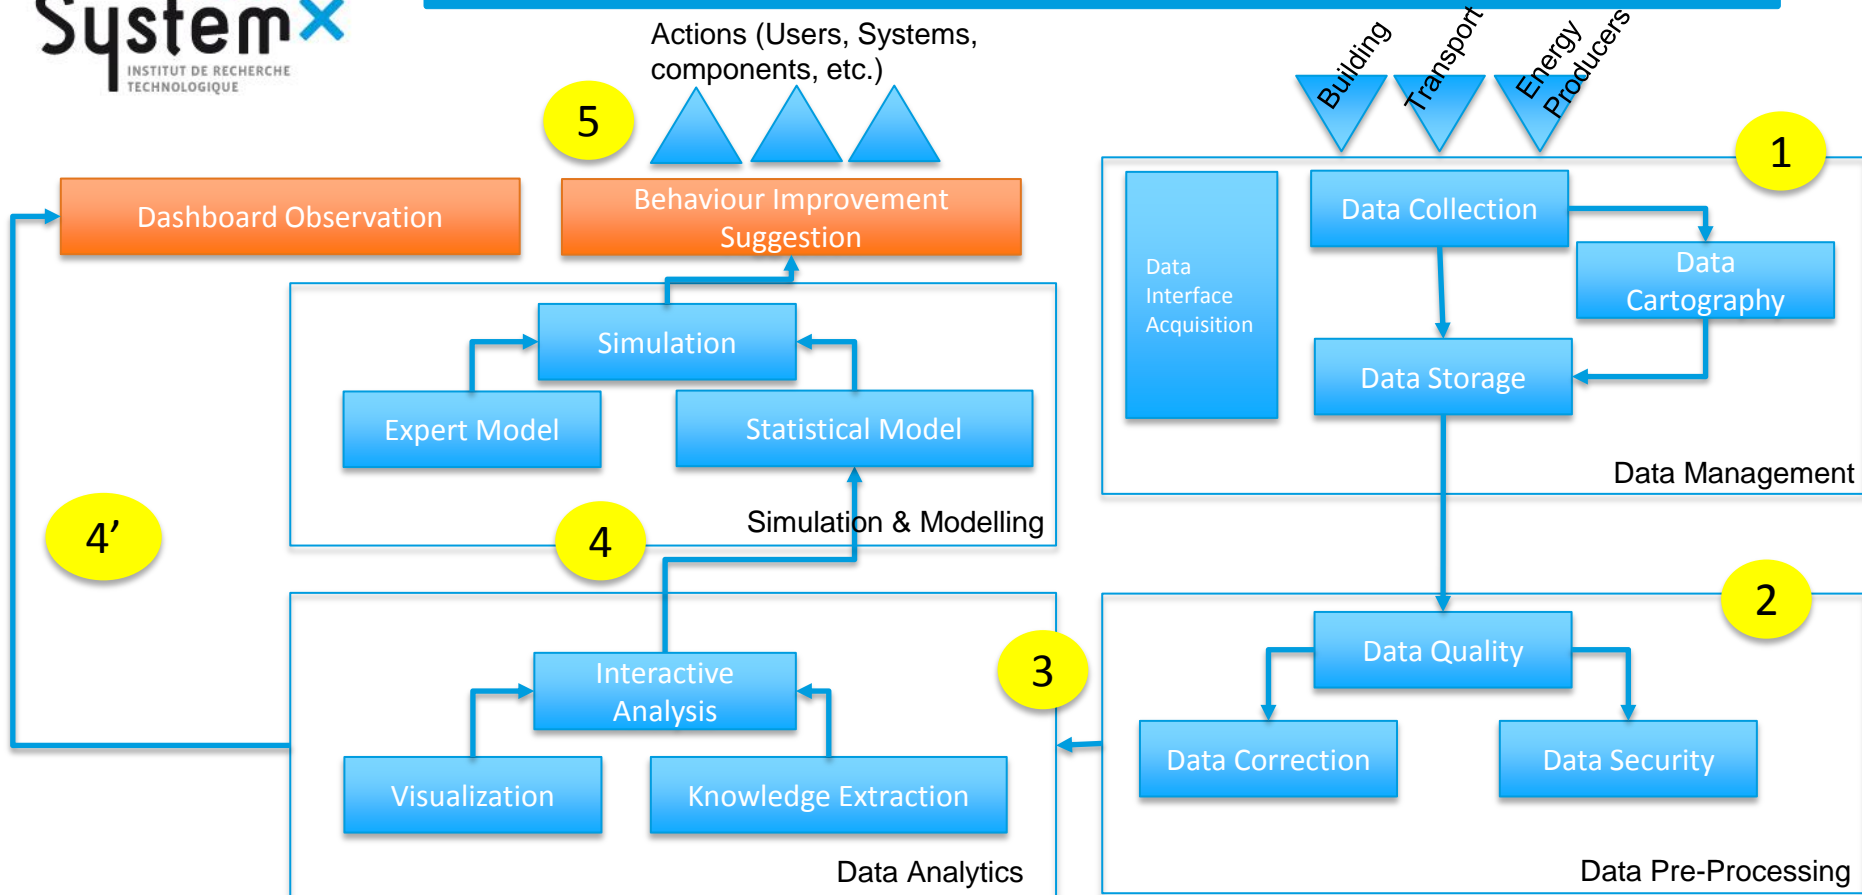 Systemx
INSTITUT DE RECHERCHE
TECHNOLOGIQUE
Actions (Users, Systems,
components, etc.)
Building
Transport
Energy
Producers
5
1
Dashboard Observation
Behaviour Improvement
Suggestion
Data
Interface
Acquisition
Data Collection
Data
Cartography
Data Storage
Data Management
Simulation
Expert Model
Statistical Model
Simulation & Modelling
4’
4
2
3
Interactive
Analysis
Visualization
Knowledge Extraction
Data Analytics
Data Quality
Data Correction
Data Security
Data Pre-Processing